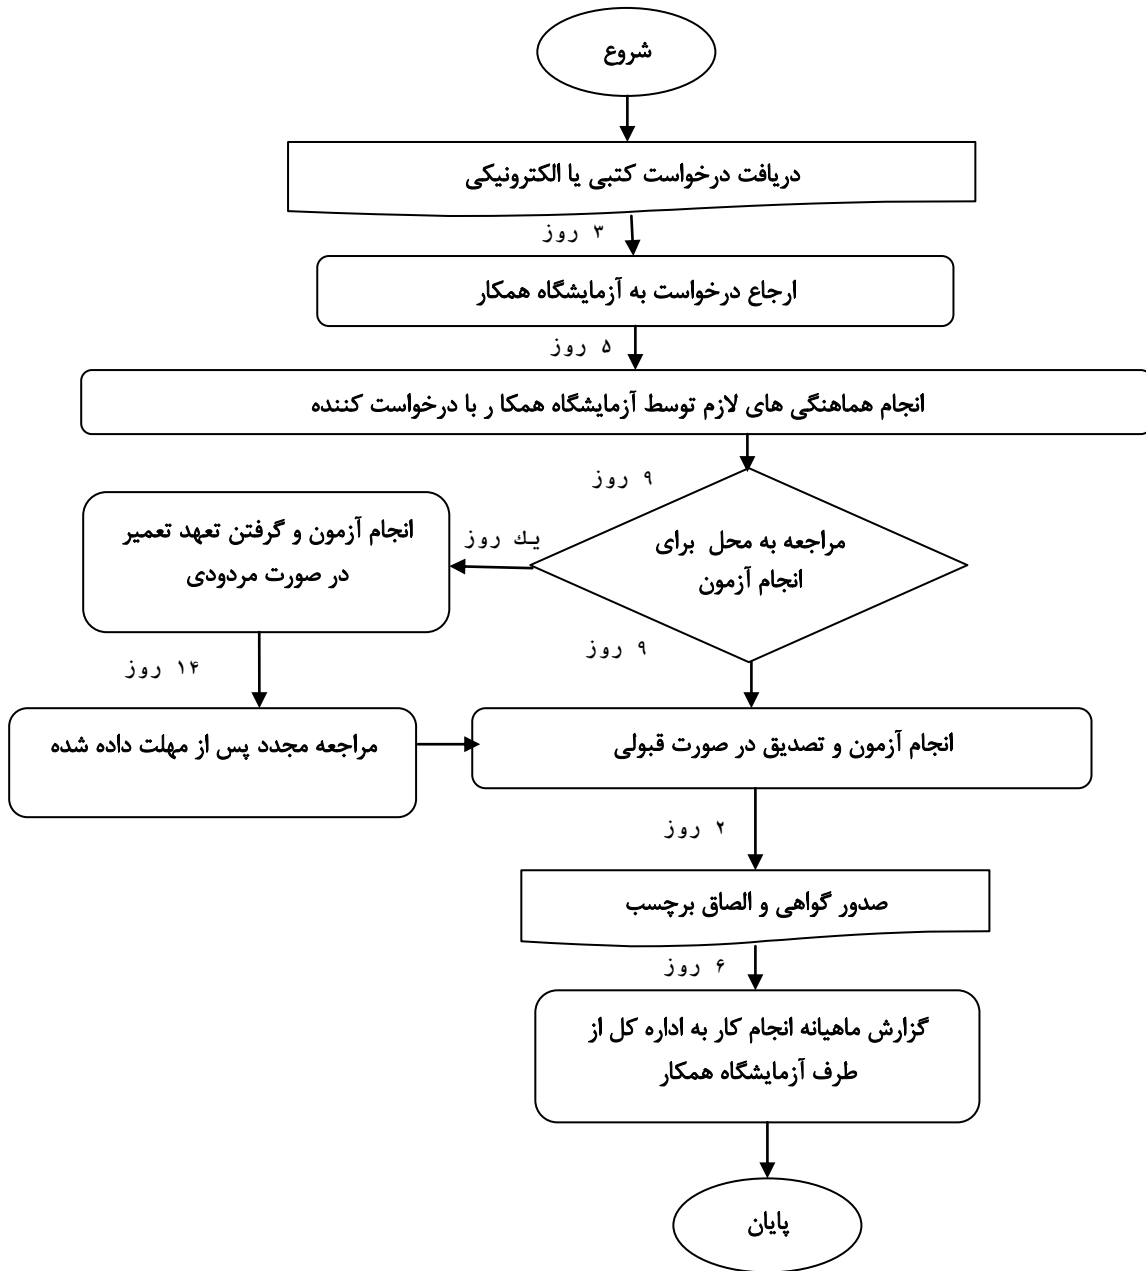 شروع
دریافت درخواست کتبی یا الکترونیکی
۳ روز
ارجاع درخواست به آزمایشگاه همکار
۵ روز
انجام هماهنگی های لازم توسط آزمایشگاه همکا ر با درخواست کننده
۹ روز
مراجعه به محل برای
انجام آزمون
یک روز
انجام آزمون و گرفتن تعهد تعمیر
در صورت مردودی
۹ روز
۱۴ روز
مراجعه مجدد پس از مهلت داده شده
انجام آزمون و تصدیق در صورت قبولی
۲ روز
صدور گواهی و الصاق برچسب
۶ روز
گزارش ماهیانه انجام کار به اداره کل از
طرف آزمایشگاه همکار
پایان